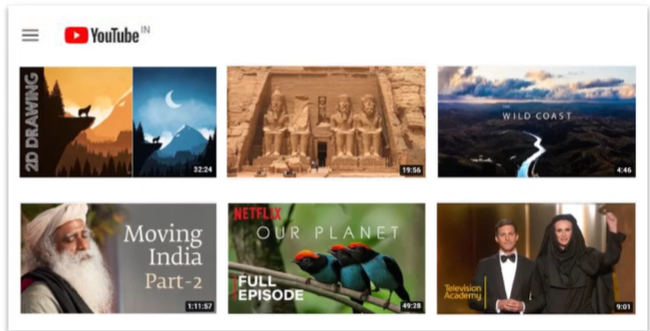 YouTube IN
2D DRAWING
32:24
19:56
THE
WILD COAST
4:46
Moving
India
Part-2
1:11:57
NETFLIX
OUR PLANET
FULL
EPISODE
49:28
Television
Academy
9:01